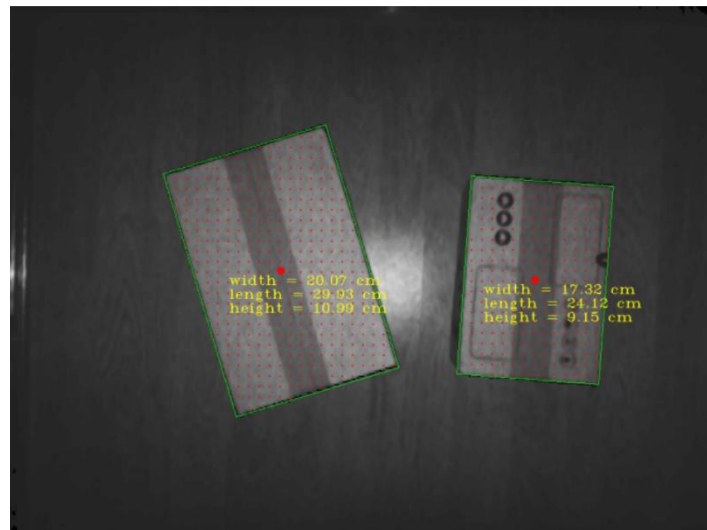 width = 20.07 cm
length = 29.93 cm
height = 10.99 cm
width = 17.32 cm
length = 24.12 cm
height = 9.15 cm